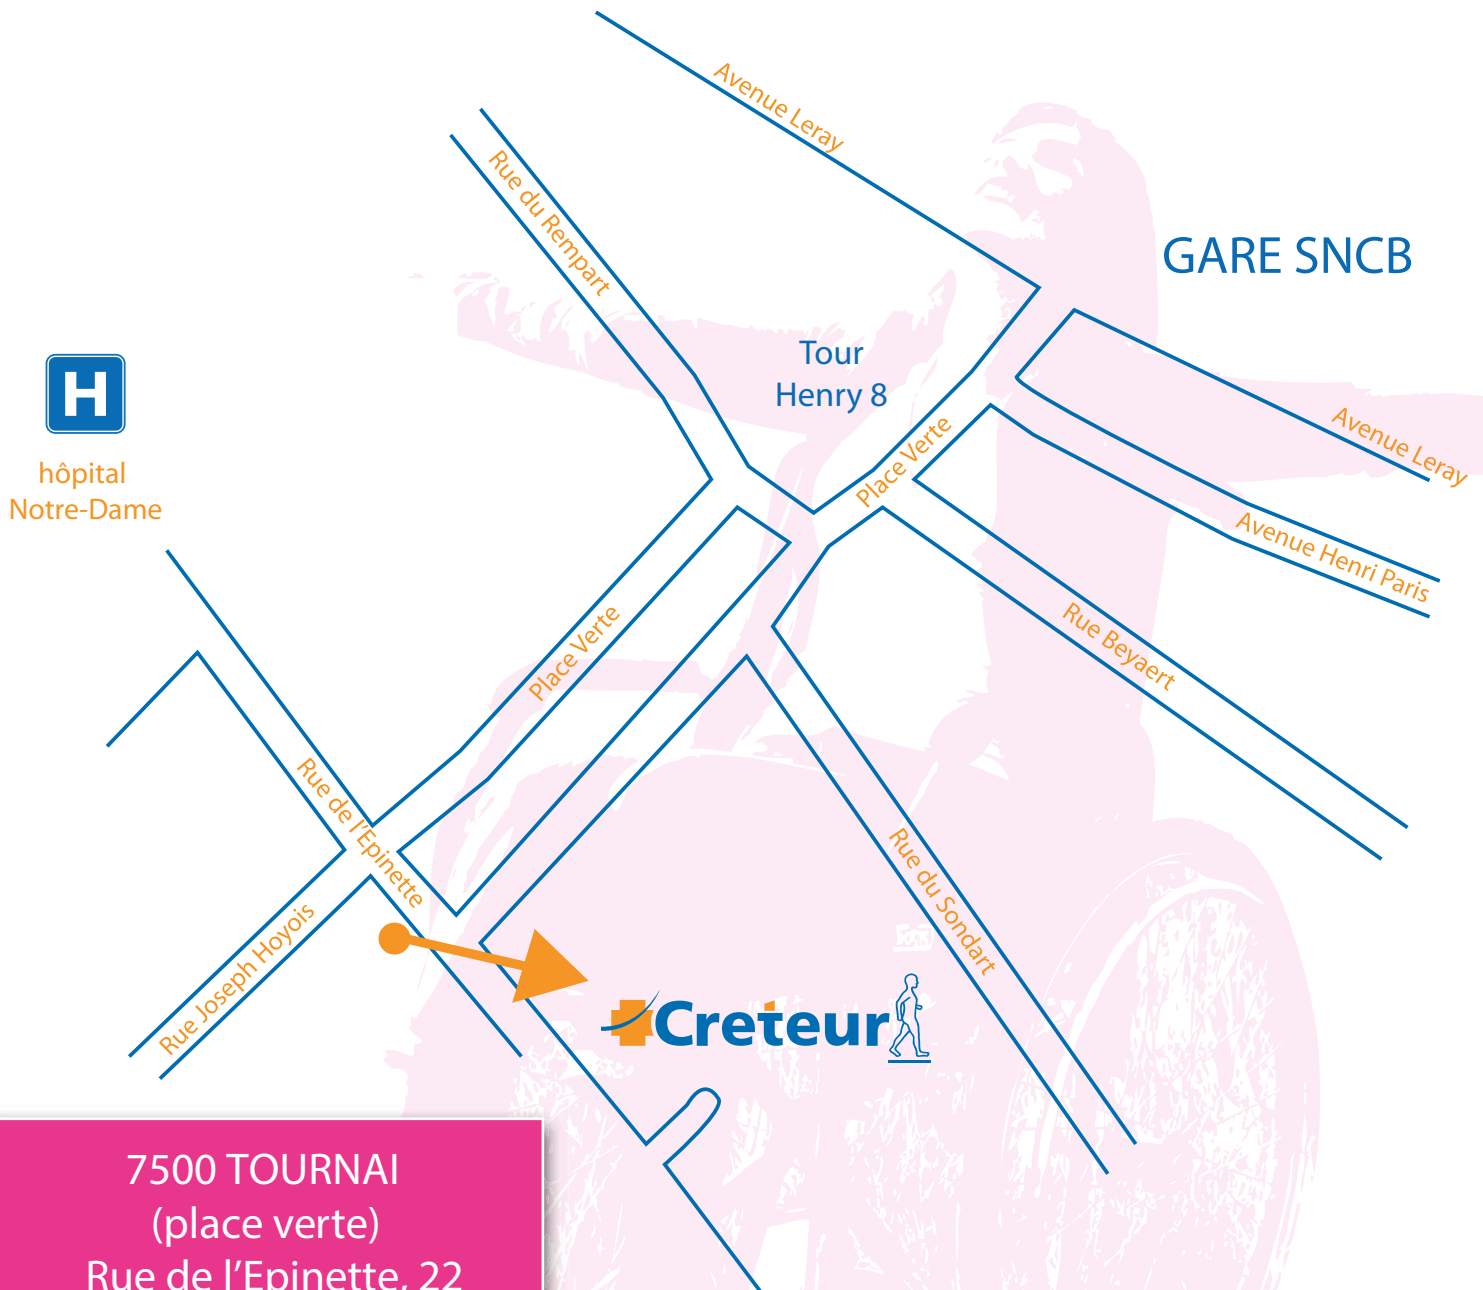 Avenue Leray
Rue du Rempart
GARE SNCB
Tour
Henry 8
H
hôpital
Notre-Dame
Place Verte
Avenue Leray
Avenue Henri Paris
Rue Beyaert
Place Verte
Rue de l'Epinette
Rue du Sondart
Rue Joseph Hoyois
Creteur
7500 TOURNAI
(place verte)
Rue de l'Epinette, 22